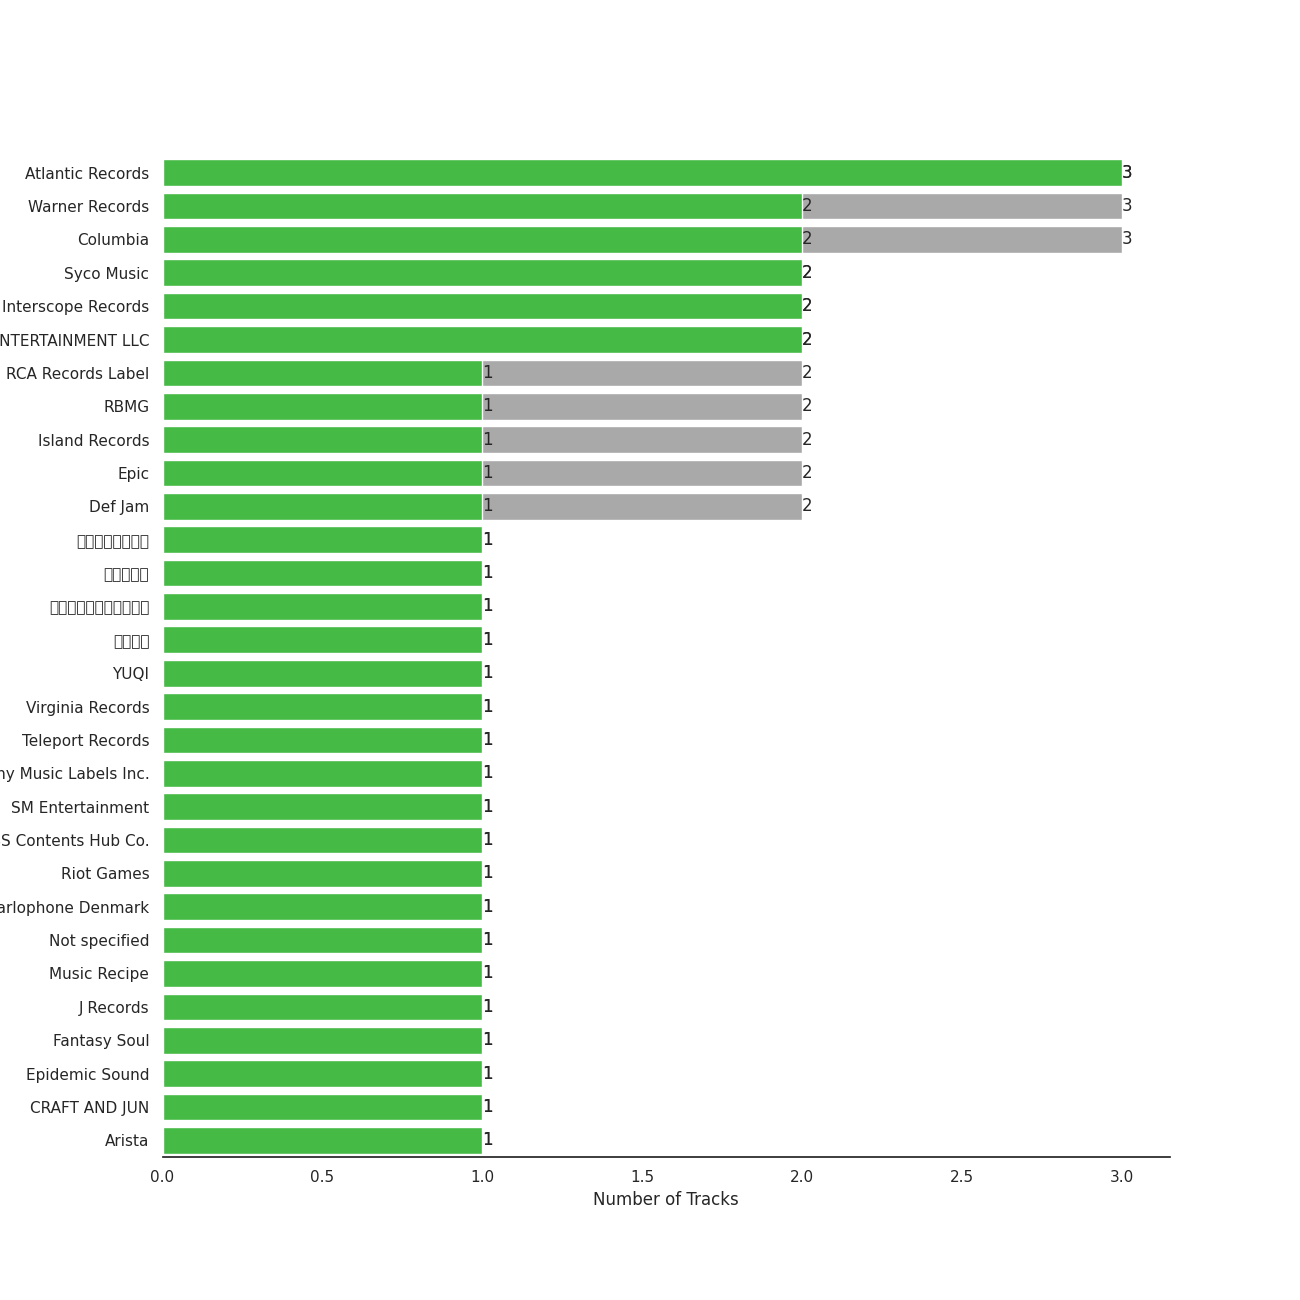 Atlantic Records 3
Warner Records 2 3
Columbia 2 3
Syco Music 2
Interscope Records 2
NTERTAINMENT LLC 2
RCA Records Label 1 2
RBMG 1 2
Island Records 1 2
Epic 1 2
Def Jam 1 2
1
1
1
1
YUQI 1
Virginia Records 1
Teleport Records 1
ny Music Labels Inc. 1
SM Entertainment 1
S Contents Hub Co. 1
Riot Games 1
arlophone Denmark 1
Not specified 1
Music Recipe 1
J Records 1
Fantasy Soul 1
Epidemic Sound 1
CRAFT AND JUN 1
Arista 1
0.0 0.5 1.0 1.5 2.0 2.5 3.0
Number of Tracks